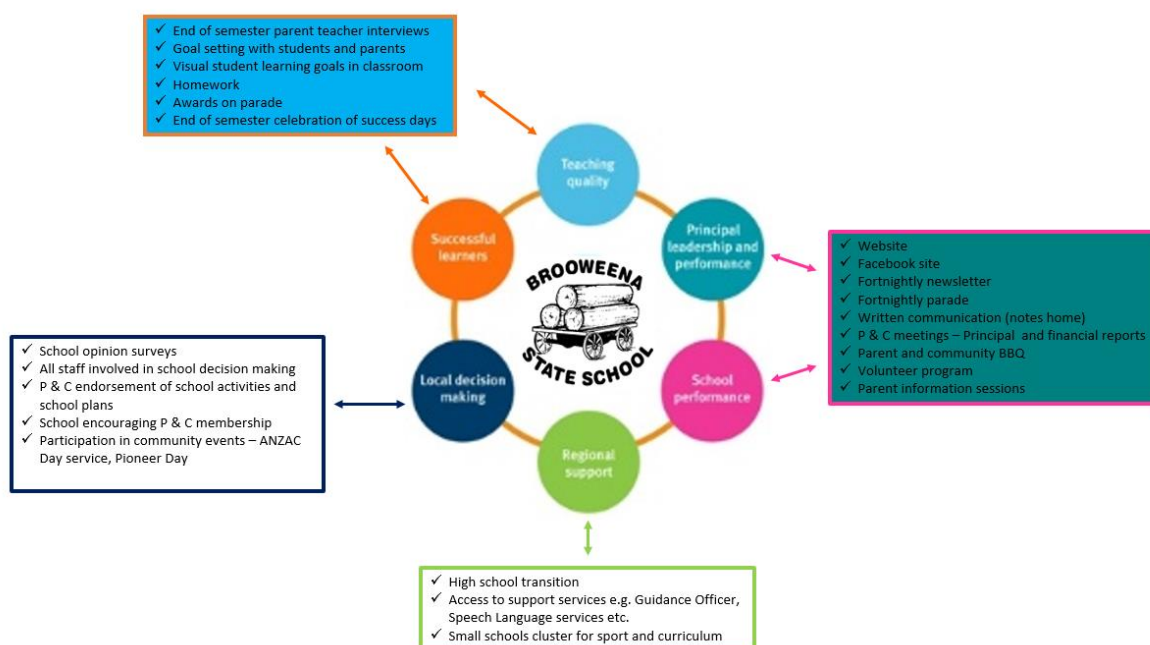 ✓ End of semester parent teacher interviews
✓ Goal setting with students and parents
✓ Visual student learning goals in classroom
✓ Homework
✓ Awards on parade
✓ End of semester celebration of success days
Teaching
quality
Successful
learners
Principal
leadership and
performance
BROOWEENA
STATE SCHOOL
✓ Website
✓ Facebook site
✓ Fortnightly newsletter
✓ Fortnightly parade
✓ Written communication (notes home)
✓ P & C meetings – Principal and financial reports
✓ Parent and community BBQ
✓ Volunteer program
✓ Parent information sessions
✓ School opinion surveys
✓ All staff involved in school decision making
✓ P & C endorsement of school activities and
school plans
✓ School encouraging P & C membership
✓ Participation in community events – ANZAC
Day service, Pioneer Day
Local decision
making
School
performance
Regional
support
✓ High school transition
✓ Access to support services e.g. Guidance Officer,
Speech Language services etc.
✓ Small schools cluster for sport and curriculum